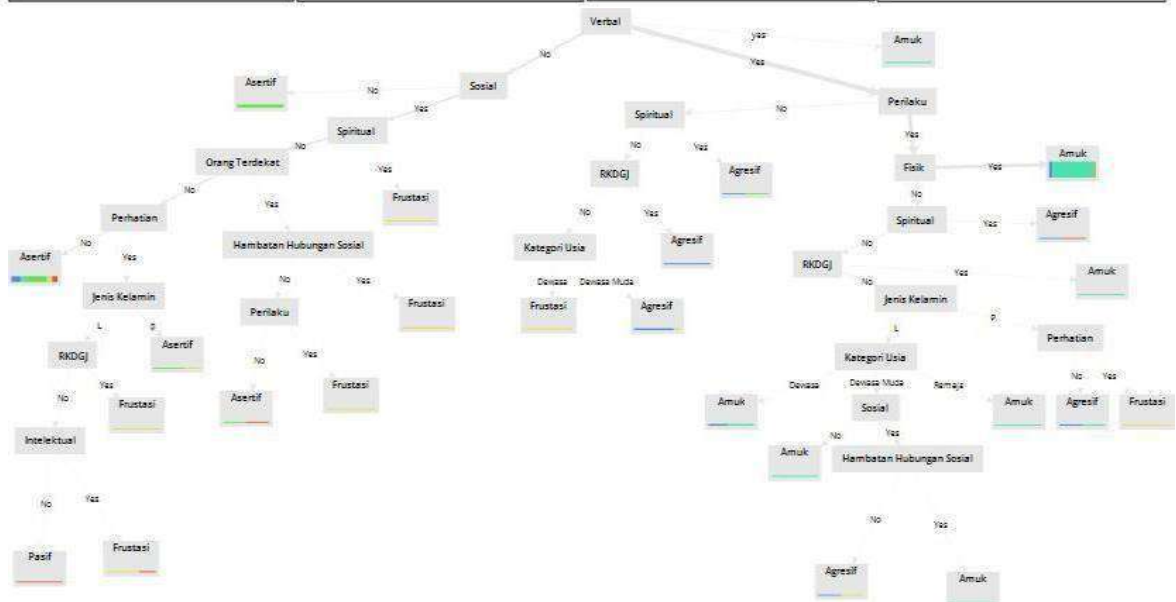 Verbal
yes
Amuk
No
Yes
Asertif
No
Sosial
Yes
Spiritual
No
Perilaku
Yes
Spiritual
No
Orang Terdekat
Yes
Frustasi
No
RKDGJ
Yes
Agresif
Fisik
Yes
Amuk
No
No
Perhatian
Yes
Hambatan Hubungan Sosial
No
Kategori Usia
Yes
Agresif
Spiritual
Yes
Agresif
No
Asertif
Yes
Jenis Kelamin
No
Perilaku
Yes
Frustasi
Dewasa
Dewasa Muda
Frustasi
Agresif
No
RKDGJ
Yes
Amuk
No
Jenis Kelamin
L
P
RKDGJ
P
Asertif
L
Kategori Usia
Perhatian
No
Yes
Frustasi
No
Asertif
Yes
Frustasi
Dewasa
Dewasa Muda
Remaja
No
Yes
Amuk
Sosial
Amuk
Agresif
Frustasi
Intelektual
No
Amuk
Yes
Hambatan Hubungan Sosial
No
Yes
Pasif
Frustasi
No
Yes
Agresif
Amuk